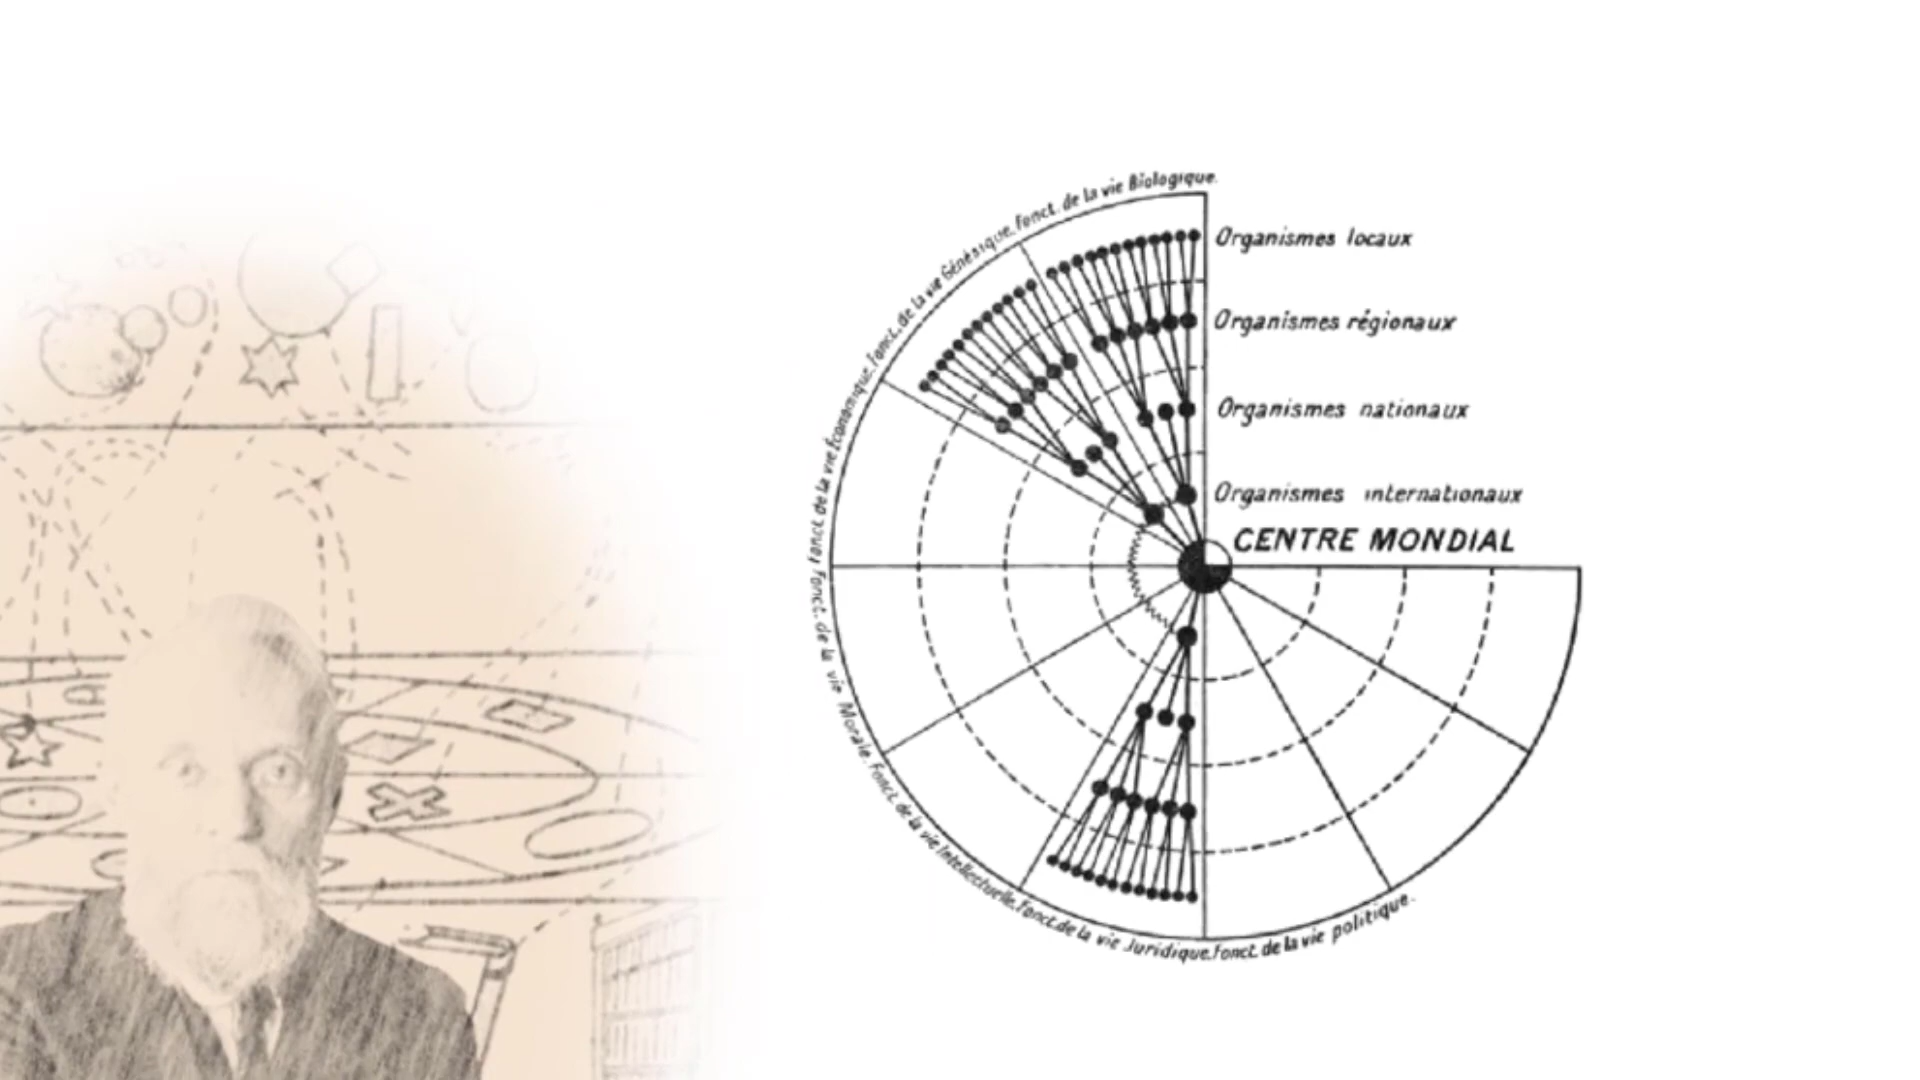 Fonct. de la vie Biologique.
Fonct. de la vie Génésique.
Fonct. de la vie Économique.
Fonct. de la vie Morale.
Fonct. de la vie Intellectuelle.
Fonct. de la vie Juridique.
Fonct. de la vie politique.
Organismes locaux
Organismes régionaux
Organismes nationaux
Organismes internationaux
CENTRE MONDIAL